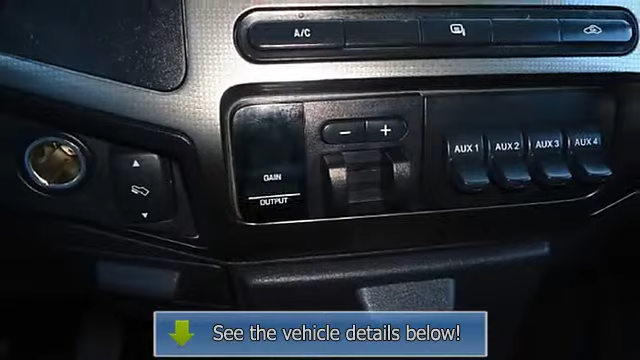 A/C
− +
GAIN
OUTPUT
AUX 1 AUX 2 AUX 3 AUX 4
See the vehicle details below!